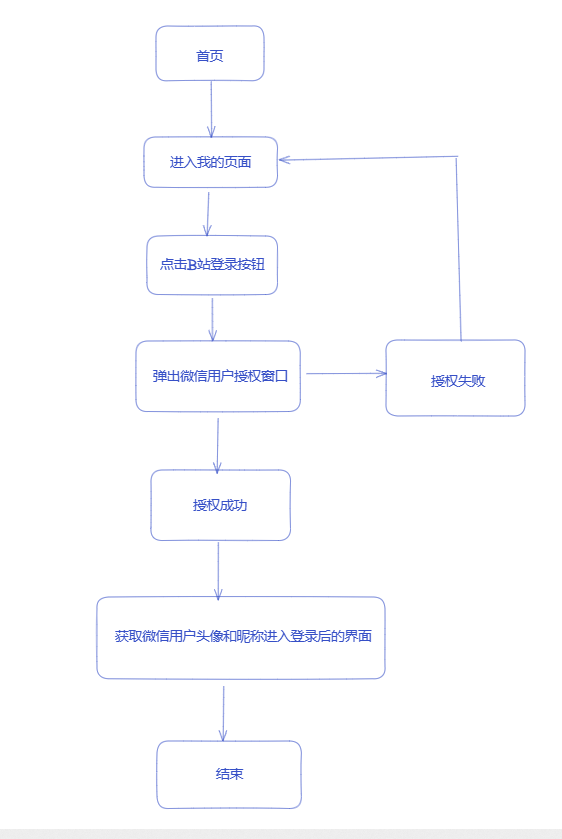 首页
进入我的页面
点击B站登录按钮
弹出微信用户授权窗口
授权失败
授权成功
获取微信用户头像和昵称进入登录后的界面
结束